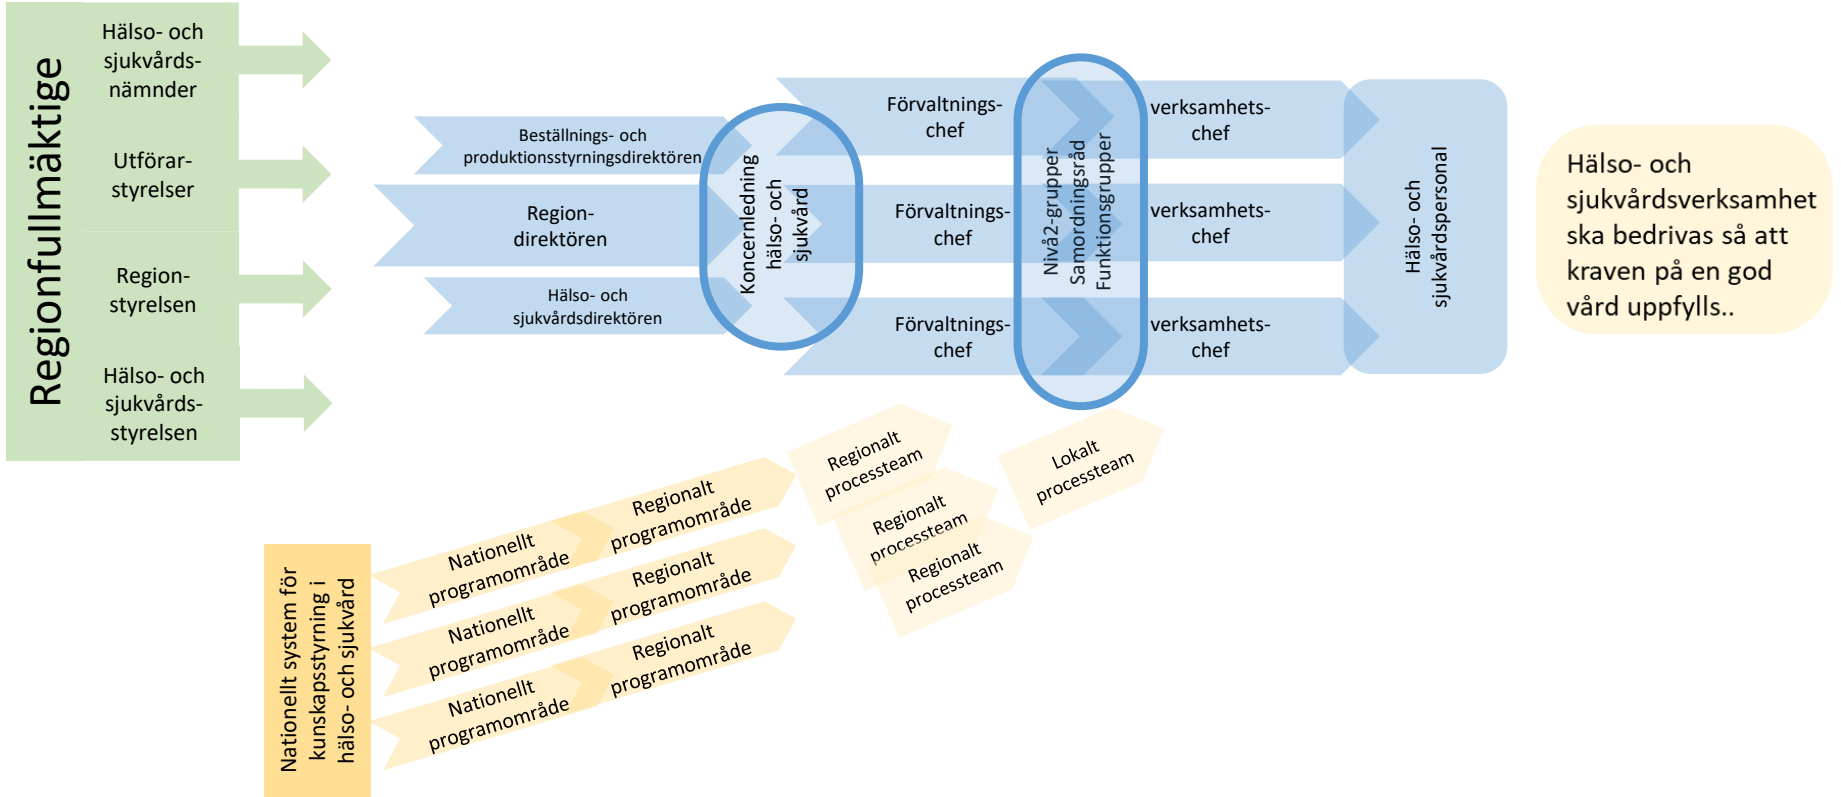 Regionfullmäktige
Hälso- och
sjukvårds-
nämnder
Utförar-
styrelser
Region-
styrelsen
Hälso- och
sjukvårds-
styrelsen
Beställnings- och
produktionsstyrningsdirektören
Region-
direktören
Hälso- och
sjukvårdsdirektören
Koncernledning
hälso- och
sjukvård
Förvaltnings-
chef
Förvaltnings-
chef
Förvaltnings-
chef
Nivå2-grupper
Samordningsråd
Funktionsgrupper
verksamhets-
chef
verksamhets-
chef
verksamhets-
chef
Hälso- och
sjukvårdspersonal
Hälso- och
sjukvårdsverksamhet
ska bedrivas så att
kraven på en god
vård uppfylls..
Nationellt system för
kunskapsstyrning i
hälso- och sjukvård
Nationellt
programområde
Regionalt
programområde
Nationellt
programområde
Regionalt
programområde
Nationellt
programområde
Regionalt
programområde
Regionalt
processteam
Regionalt
processteam
Regionalt
processteam
Lokalt
processteam